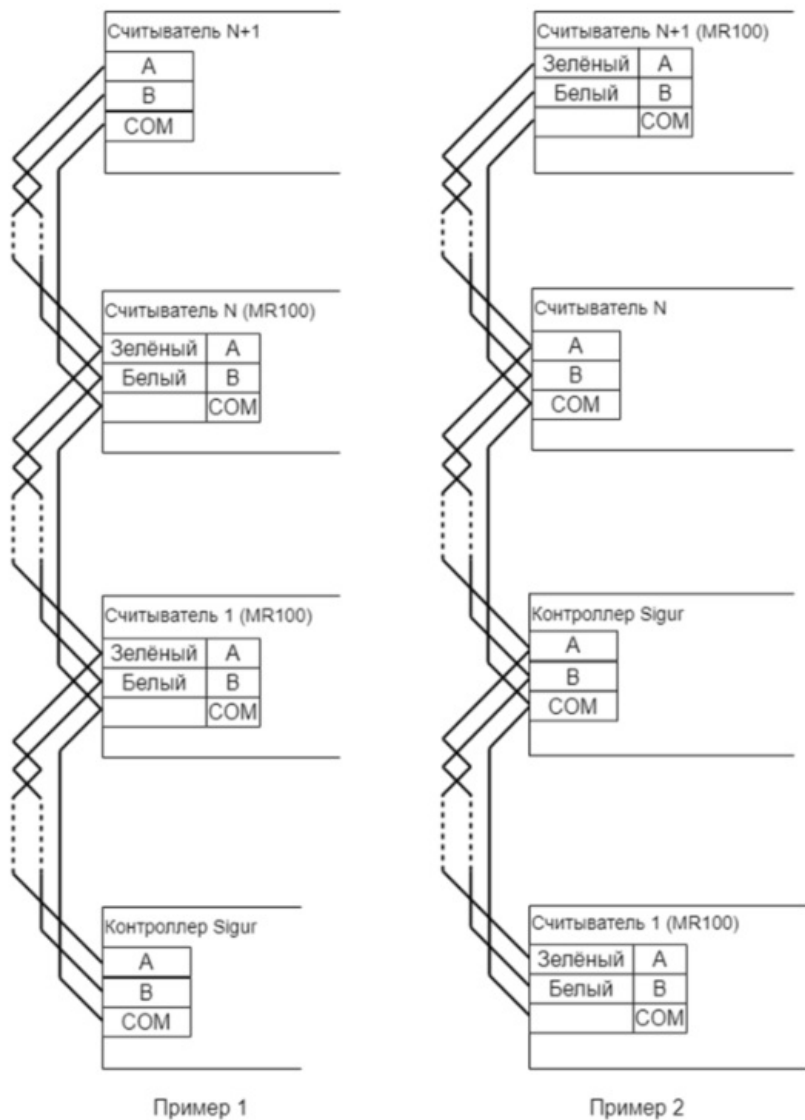 Считыватель N+1
A
B
COM
Считыватель N (MR100)
Зелёный A
Белый B
COM
Считыватель 1 (MR100)
Зелёный A
Белый B
COM
Контроллер Sigur
A
B
COM
Пример 1
Считыватель N+1 (MR100)
Зелёный A
Белый B
COM
Считыватель N
A
B
COM
Контроллер Sigur
A
B
COM
Считыватель 1 (MR100)
Зелёный A
Белый B
COM
Пример 2